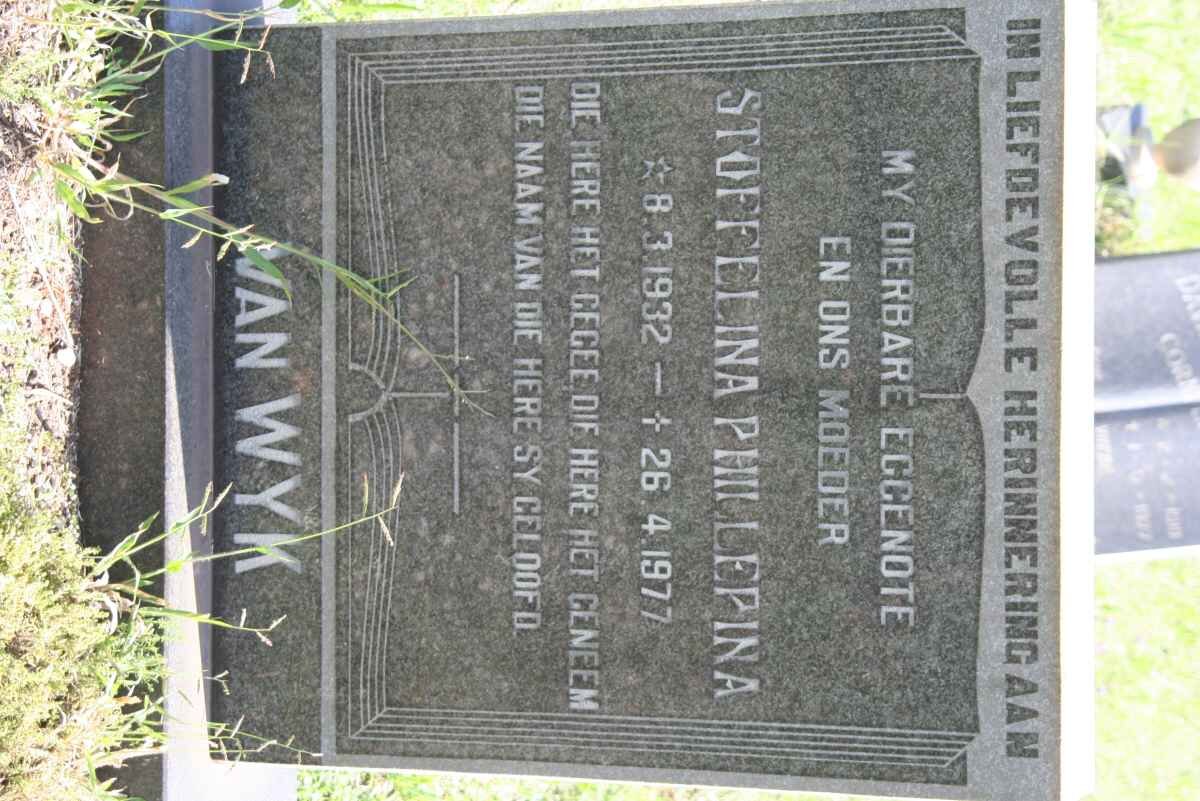 IN LIEFDEVOLLE HERINNERING AAN
MY DIERBARE EGGENOTE
EN ONS MOEDER
STOFFELINA PHILLEPINA
☆ 8.3.1932 — ✝ 26.4.1977
DIE HERE HET GEGEE. DIE HERE HET GENEEM
DIE NAAM VAN DIE HERE SY GELOOFD.
VAN WYK